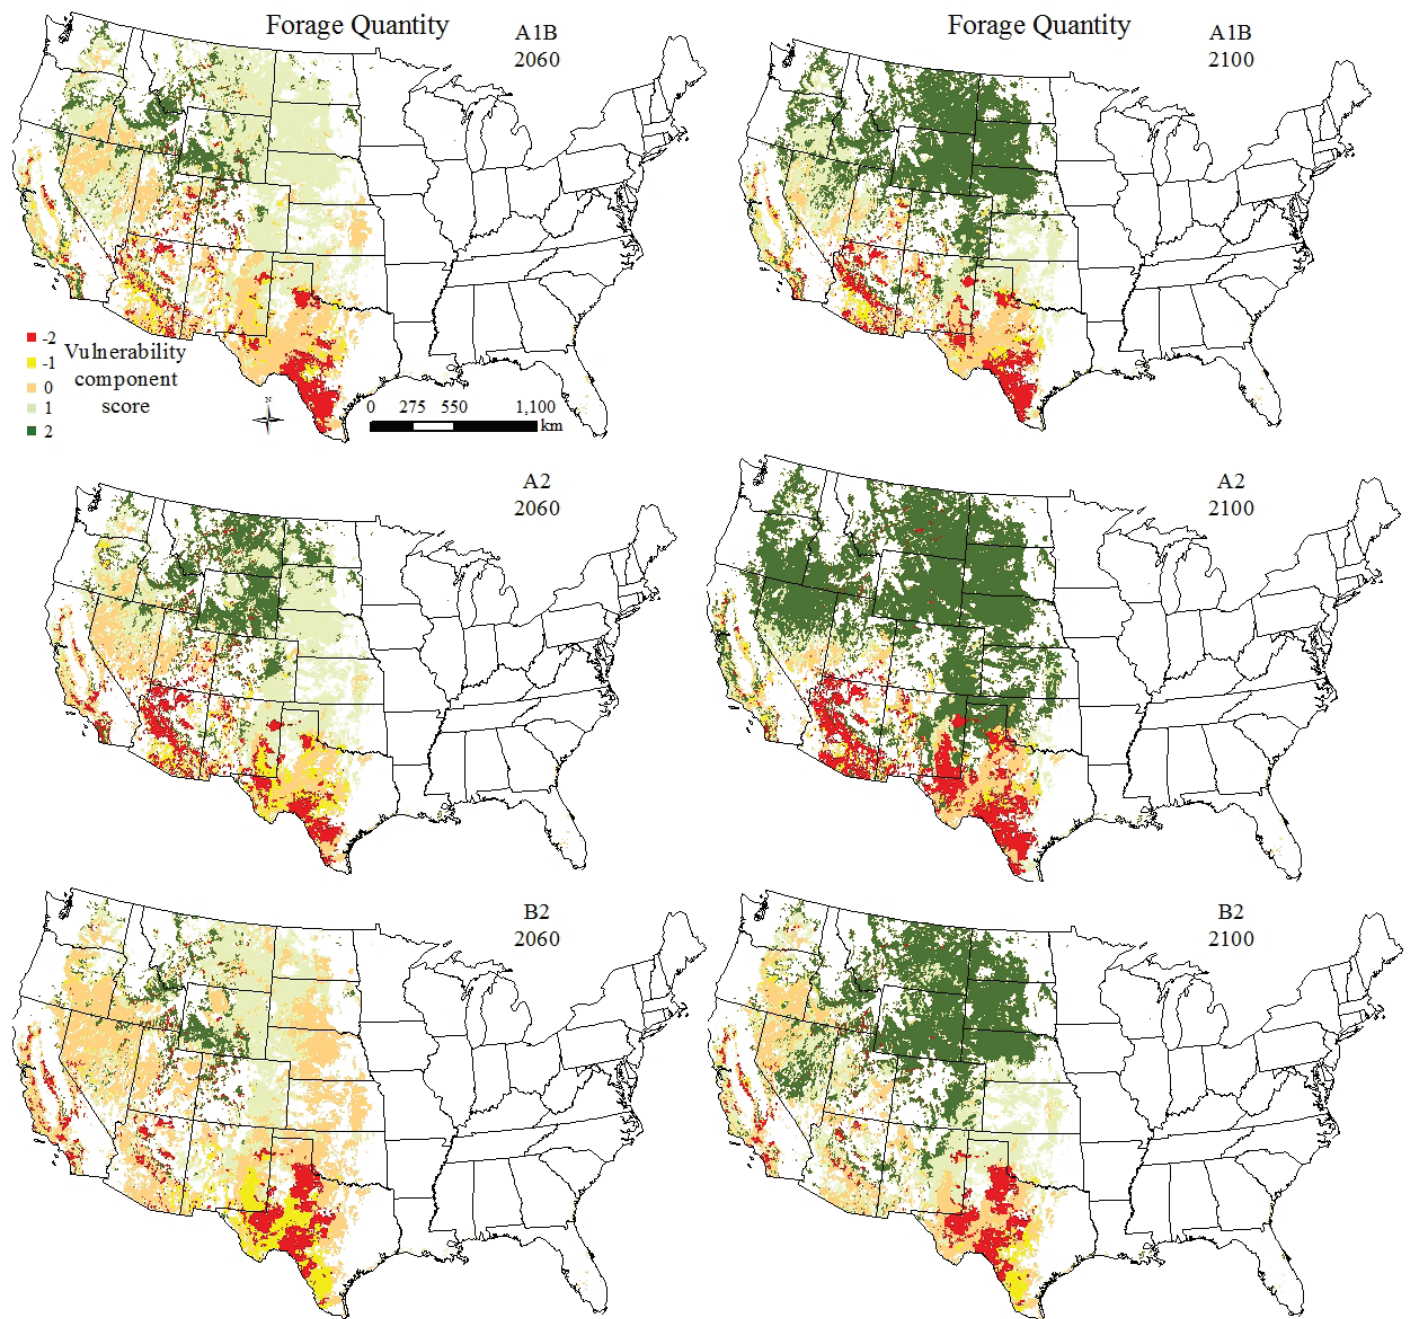 Forage Quantity
A1B
2060
Forage Quantity
A1B
2100
-2
-1
0
1
2
Vulnerability
component
score
N
0 275 550 1,100
km
A2
2060
A2
2100
B2
2060
B2
2100